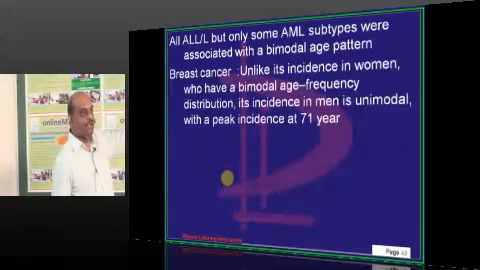 All ALL/L but only some AML subtypes were
associated with a bimodal age pattern
Breast cancer :Unlike its incidence in women,
who have a bimodal age–frequency
distribution, its incidence in men is unimodal,
with a peak incidence at 71 year
onlineM
Page 43